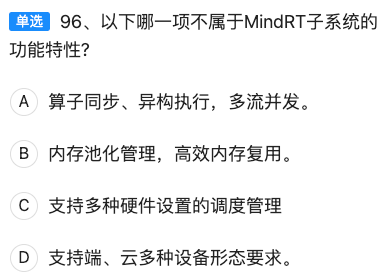 单选 96、以下哪一项不属于MindRT子系统的
功能特性?
A 算子同步、异构执行，多流并发。
B 内存池化管理，高效内存复用。
C 支持多种硬件设置的调度管理
D 支持端、云多种设备形态要求。